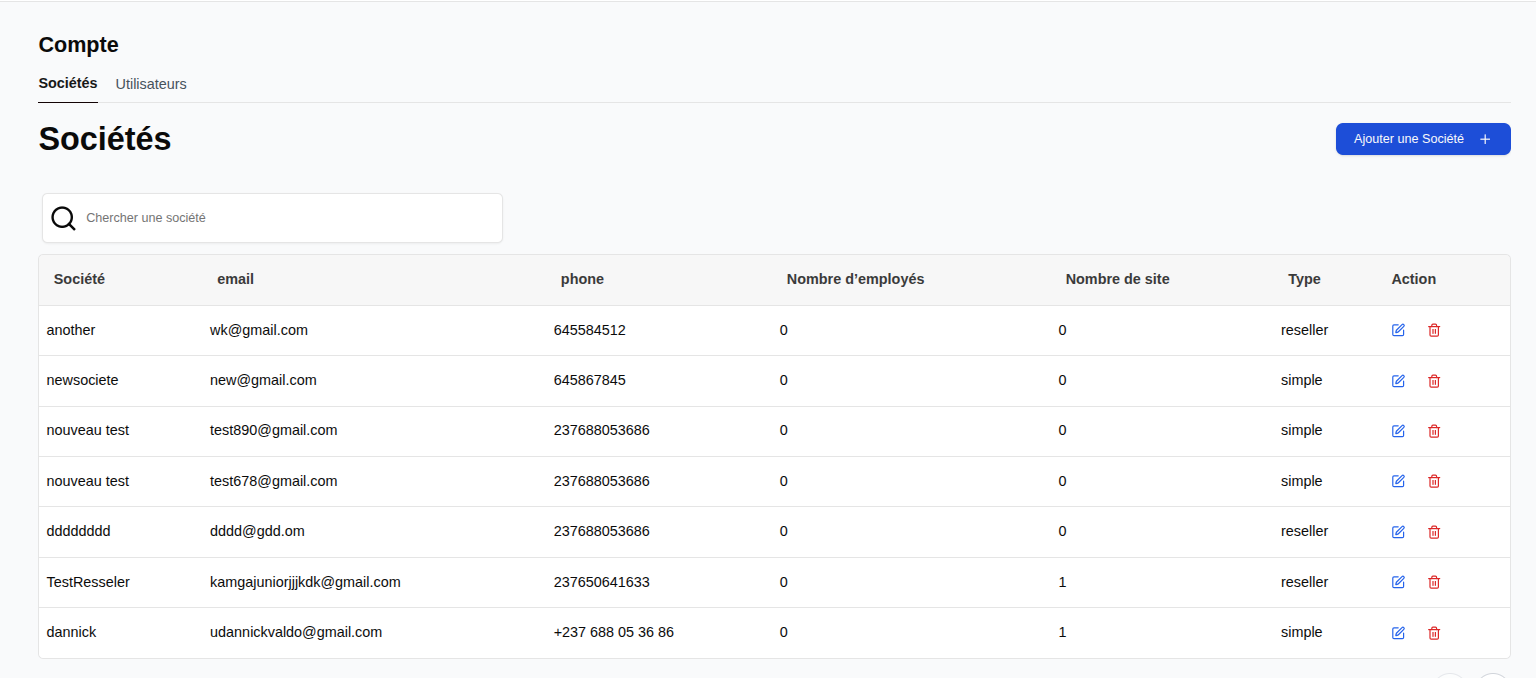 Compte
Sociétés Utilisateurs
Sociétés
Ajouter une Société
Chercher une société
Société email phone Nombre d’employés Nombre de site Type Action
another wk@gmail.com 645584512 0 0 reseller
newsociete new@gmail.com 645867845 0 0 simple
nouveau test test890@gmail.com 237688053686 0 0 simple
nouveau test test678@gmail.com 237688053686 0 0 simple
dddddddd dddd@gdd.om 237688053686 0 0 reseller
TestResseler kamgajuniorjjjkdk@gmail.com 237650641633 0 1 reseller
dannick udannickvaldo@gmail.com +237 688 05 36 86 0 1 simple